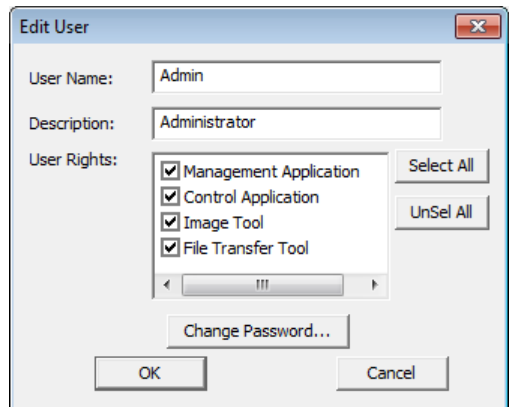 Edit User
User Name: Admin
Description: Administrator
User Rights:
Management Application
Control Application
Image Tool
File Transfer Tool
Select All
UnSel All
Change Password...
OK Cancel